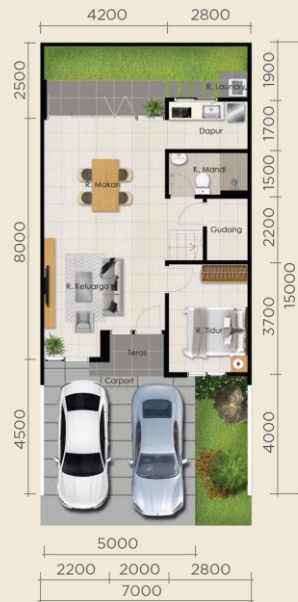 4200 2800
2500
1900
R. Laundry
1700
Dapur
K. Mandi
1500
R. Makan
Gudang
2200
8000
15000
R. Keluarga
3700
R. Tidur
Teras
Carport
4500
4000
5000
2200 2000 2800
7000